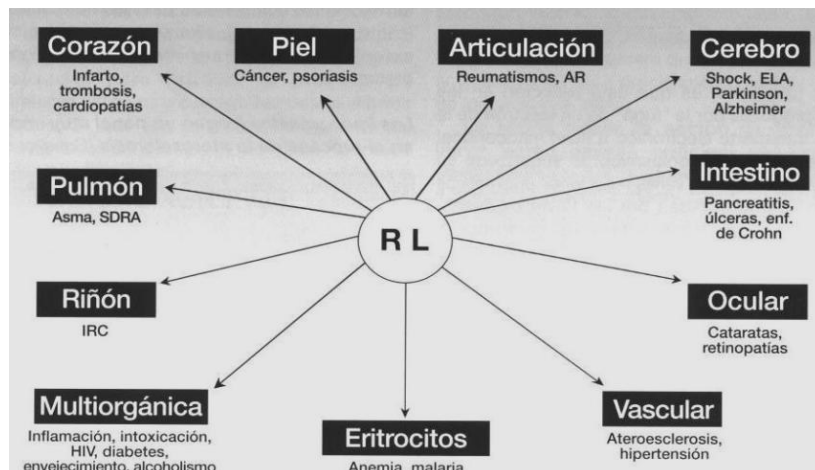 Corazón
Infarto,
trombosis,
cardiopatías
Piel
Cáncer, psoriasis
Articulación
Reumatismos, AR
Cerebro
Shock, ELA,
Parkinson,
Alzheimer
Pulmón
Asma, SDRA
Intestino
Pancreatitis,
úlceras, enf.
de Crohn
R L
Riñón
IRC
Ocular
Cataratas,
retinopatías
Multiorgánica
Inflamación, intoxicación,
HIV, diabetes,
envejecimiento, alcoholismo
Eritrocitos
Anemia, malaria
Vascular
Ateroesclerosis,
hipertensión